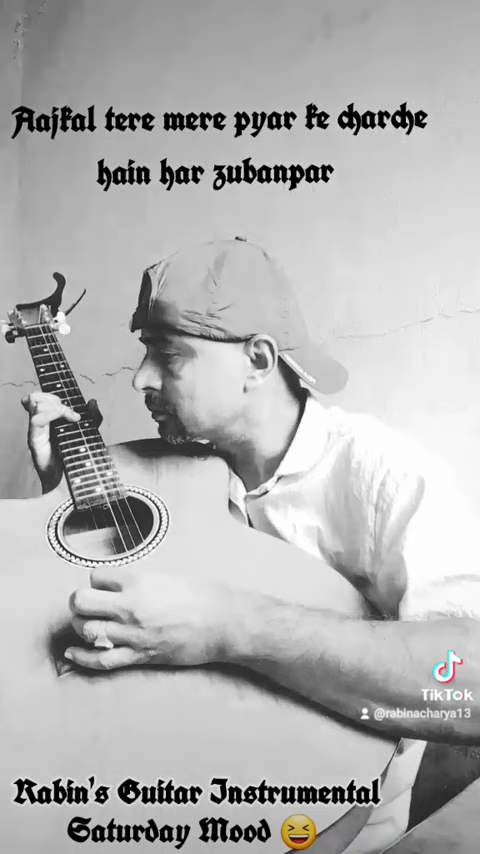 Aajkal tere mere pyar ke charche
hain har zubanpar
TikTok
@rabinacharya13
Rabin's Guitar Instrumental
Saturday Mood 😆